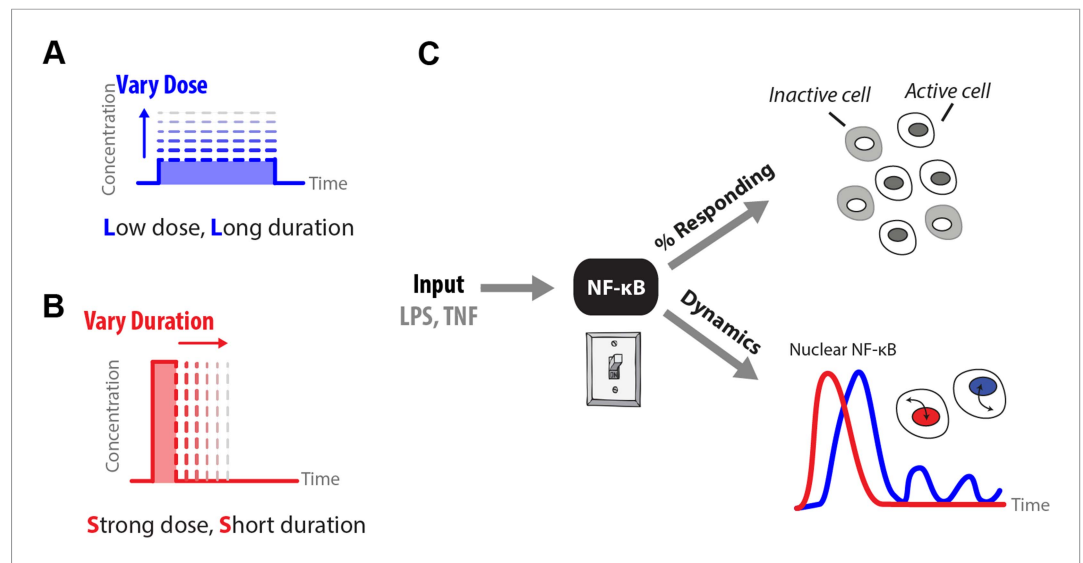 A
Vary Dose
Concentration
Time
Low dose, Long duration
B
Vary Duration
Concentration
Time
Strong dose, Short duration
C
Inactive cell
Active cell
% Responding
Input
LPS, TNF
NF-κB
Dynamics
Nuclear NF-κB
Time